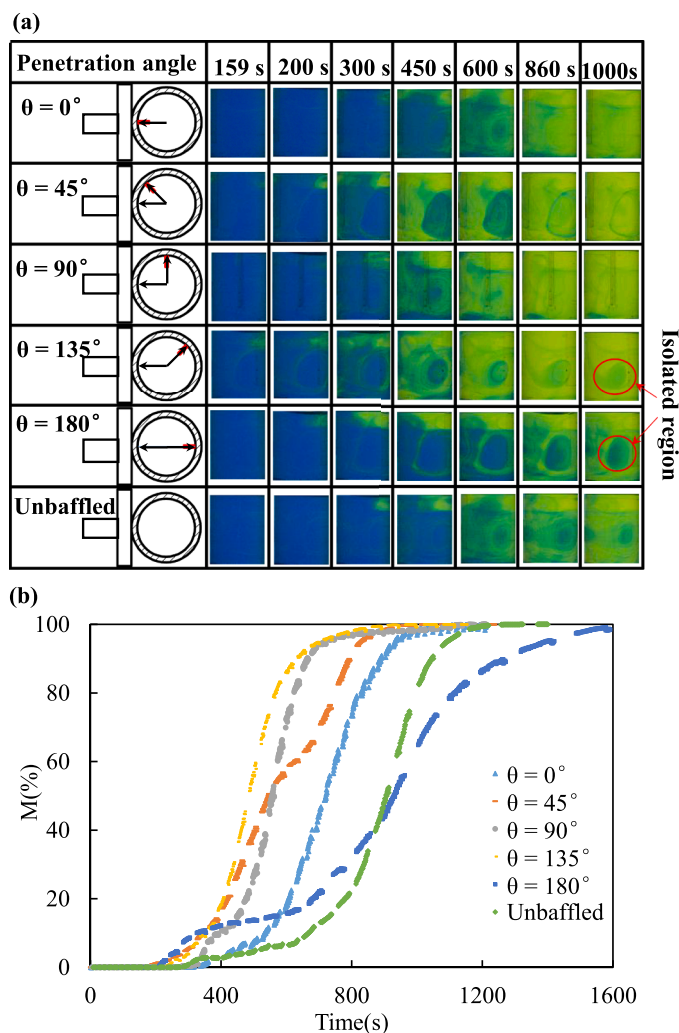 (a)
Penetration angle 159 s 200 s 300 s 450 s 600 s 860 s 1000s
θ = 0°
θ = 45°
θ = 90°
θ = 135°
θ = 180°
Unbaffled
Isolated region
(b)
100
80
60
40
20
0
M(%)
θ = 0°
θ = 45°
θ = 90°
θ = 135°
θ = 180°
Unbaffled
0 400 800 1200 1600
Time(s)